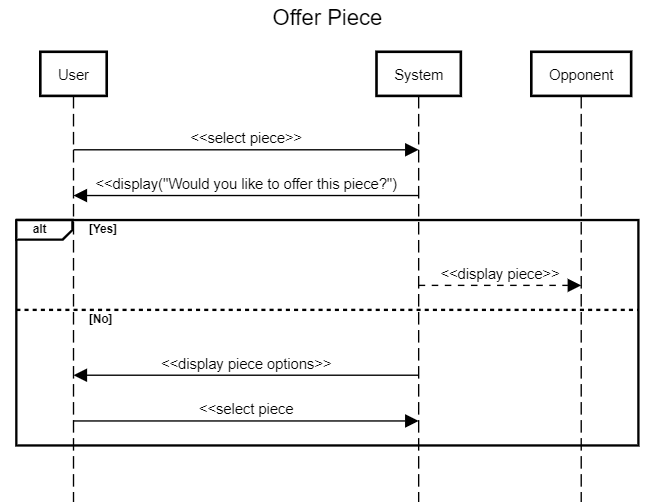 Offer Piece
User
System
Opponent
<<select piece>>
<<display("Would you like to offer this piece?")
alt
[Yes]
<<display piece>>
[No]
<<display piece options>>
<<select piece